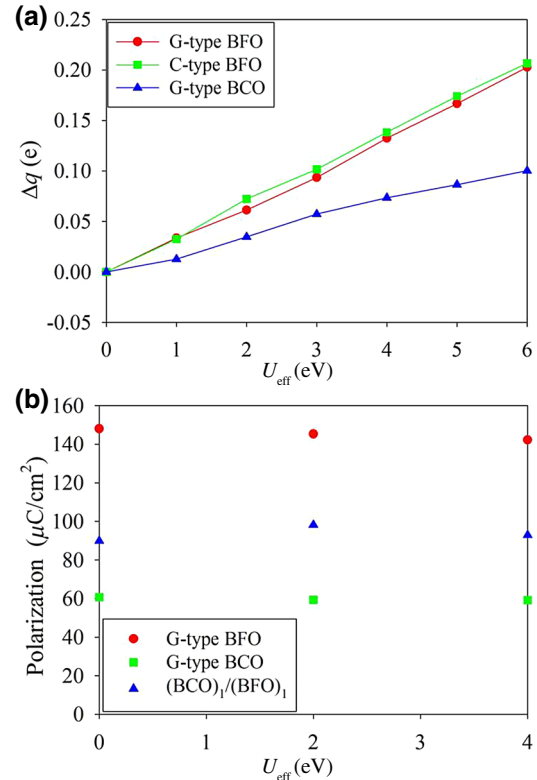 (a)
0.25
G-type BFO
C-type BFO
G-type BCO
0.20
0.15
0.10
0.05
0.00
-0.05
Δq (e)
0 1 2 3 4 5 6
U_eff (eV)
(b)
160
140
120
100
80
60
40
20
0
Polarization (μC/cm²)
G-type BFO
G-type BCO
(BCO)₁/(BFO)₁
0 1 2 3 4
U_eff (eV)